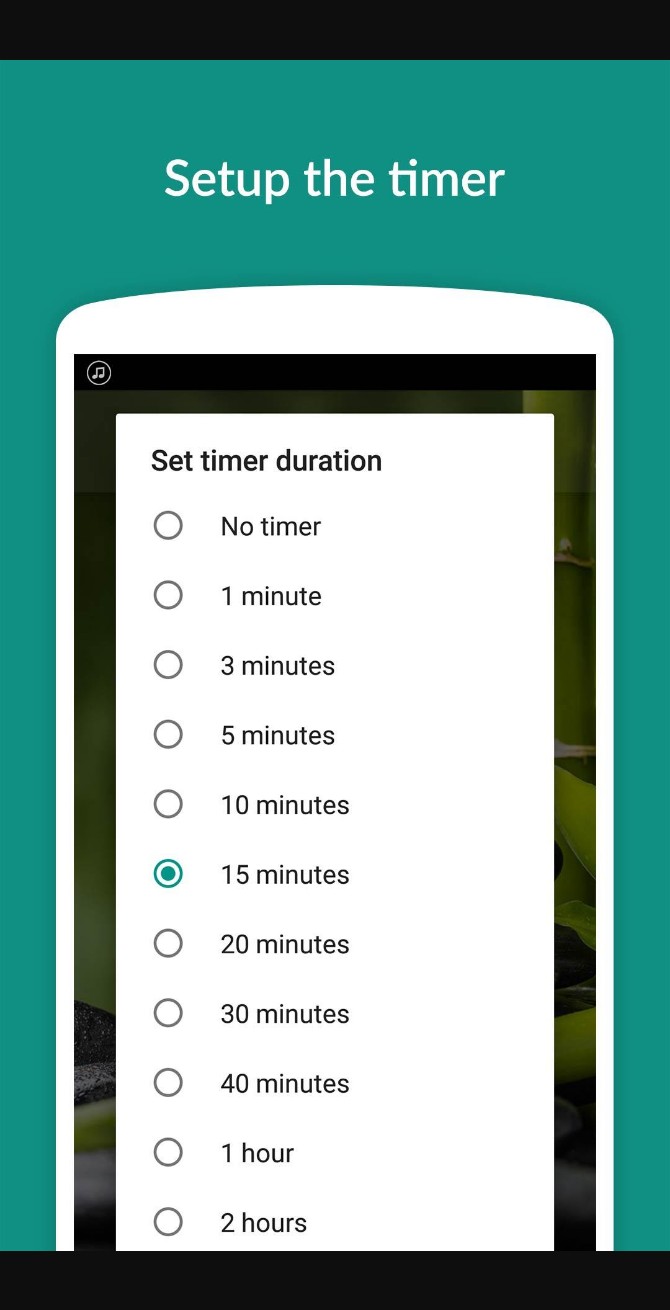 Setup the timer
Set timer duration
No timer
1 minute
3 minutes
5 minutes
10 minutes
15 minutes
20 minutes
30 minutes
40 minutes
1 hour
2 hours